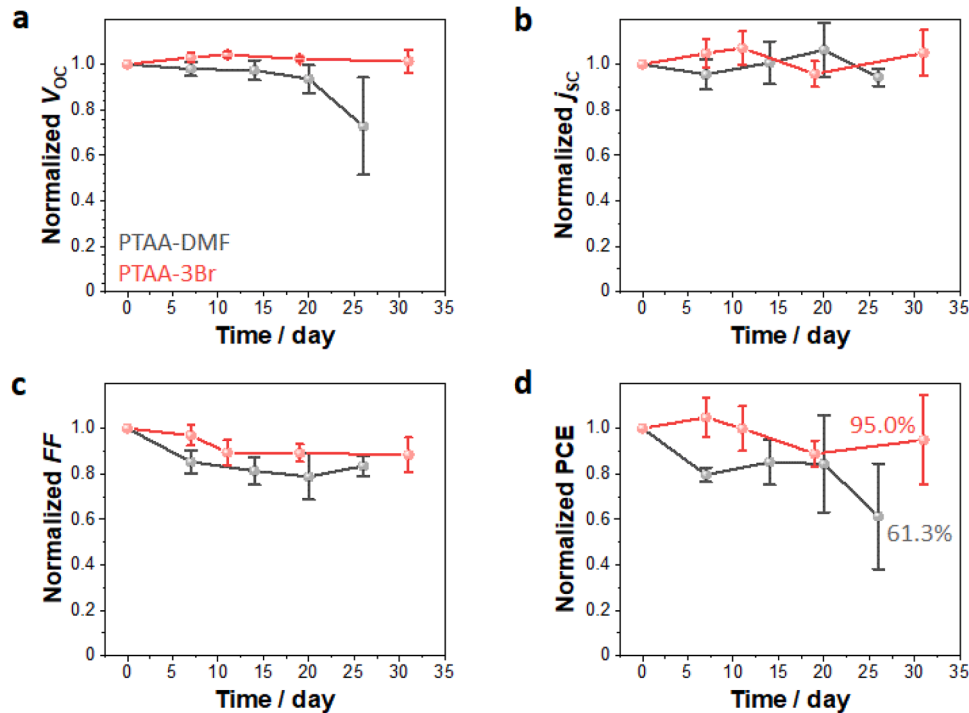 a
Normalized V_OC
1.0
0.8
0.6
0.4
0.2
0
PTAA-DMF
PTAA-3Br
0 5 10 15 20 25 30 35
Time / day
b
Normalized j_SC
1.0
0.8
0.6
0.4
0.2
0
0 5 10 15 20 25 30 35
Time / day
c
Normalized FF
1.0
0.8
0.6
0.4
0.2
0
0 5 10 15 20 25 30 35
Time / day
d
Normalized PCE
1.0
0.8
0.6
0.4
0.2
0
95.0%
61.3%
0 5 10 15 20 25 30 35
Time / day